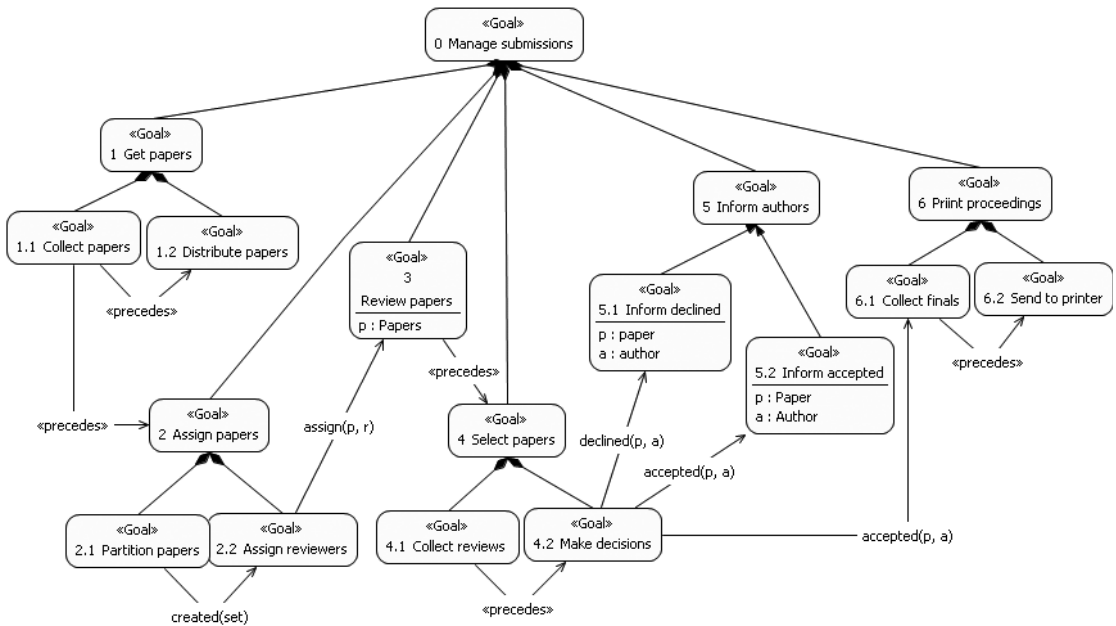 «Goal»
0 Manage submissions
«Goal»
1 Get papers
«Goal»
5 Inform authors
«Goal»
6 Priint proceedings
«Goal»
1.1 Collect papers
«Goal»
1.2 Distribute papers
«precedes»
«Goal»
3
Review papers
p : Papers
«Goal»
5.1 Inform declined
p : paper
a : author
«Goal»
6.1 Collect finals
«Goal»
6.2 Send to printer
«precedes»
«Goal»
5.2 Inform accepted
p : Paper
a : Author
«precedes»
«precedes»
«Goal»
2 Assign papers
assign(p, r)
«Goal»
4 Select papers
declined(p, a)
accepted(p, a)
«Goal»
2.1 Partition papers
«Goal»
2.2 Assign reviewers
«Goal»
4.1 Collect reviews
«Goal»
4.2 Make decisions
accepted(p, a)
created(set)
«precedes»